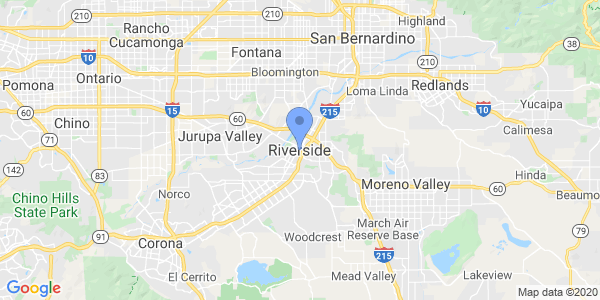 Highland
210
210
Rancho
Cucamonga
San Bernardino
38
10
Fontana
210
Bloomington
Ontario
Loma Linda
Redlands
Pomona
60
15
215
10
Yucaipa
60
Chino
Jurupa Valley
Calimesa
Riverside
142
83
Hinda
Moreno Valley
60
Norco
Beaumo
Chino Hills
State Park
79
March Air
Reserve Base
91
Corona
Woodcrest
215
El Cerrito
Mead Valley
Lakeview
Google
Map data ©2020